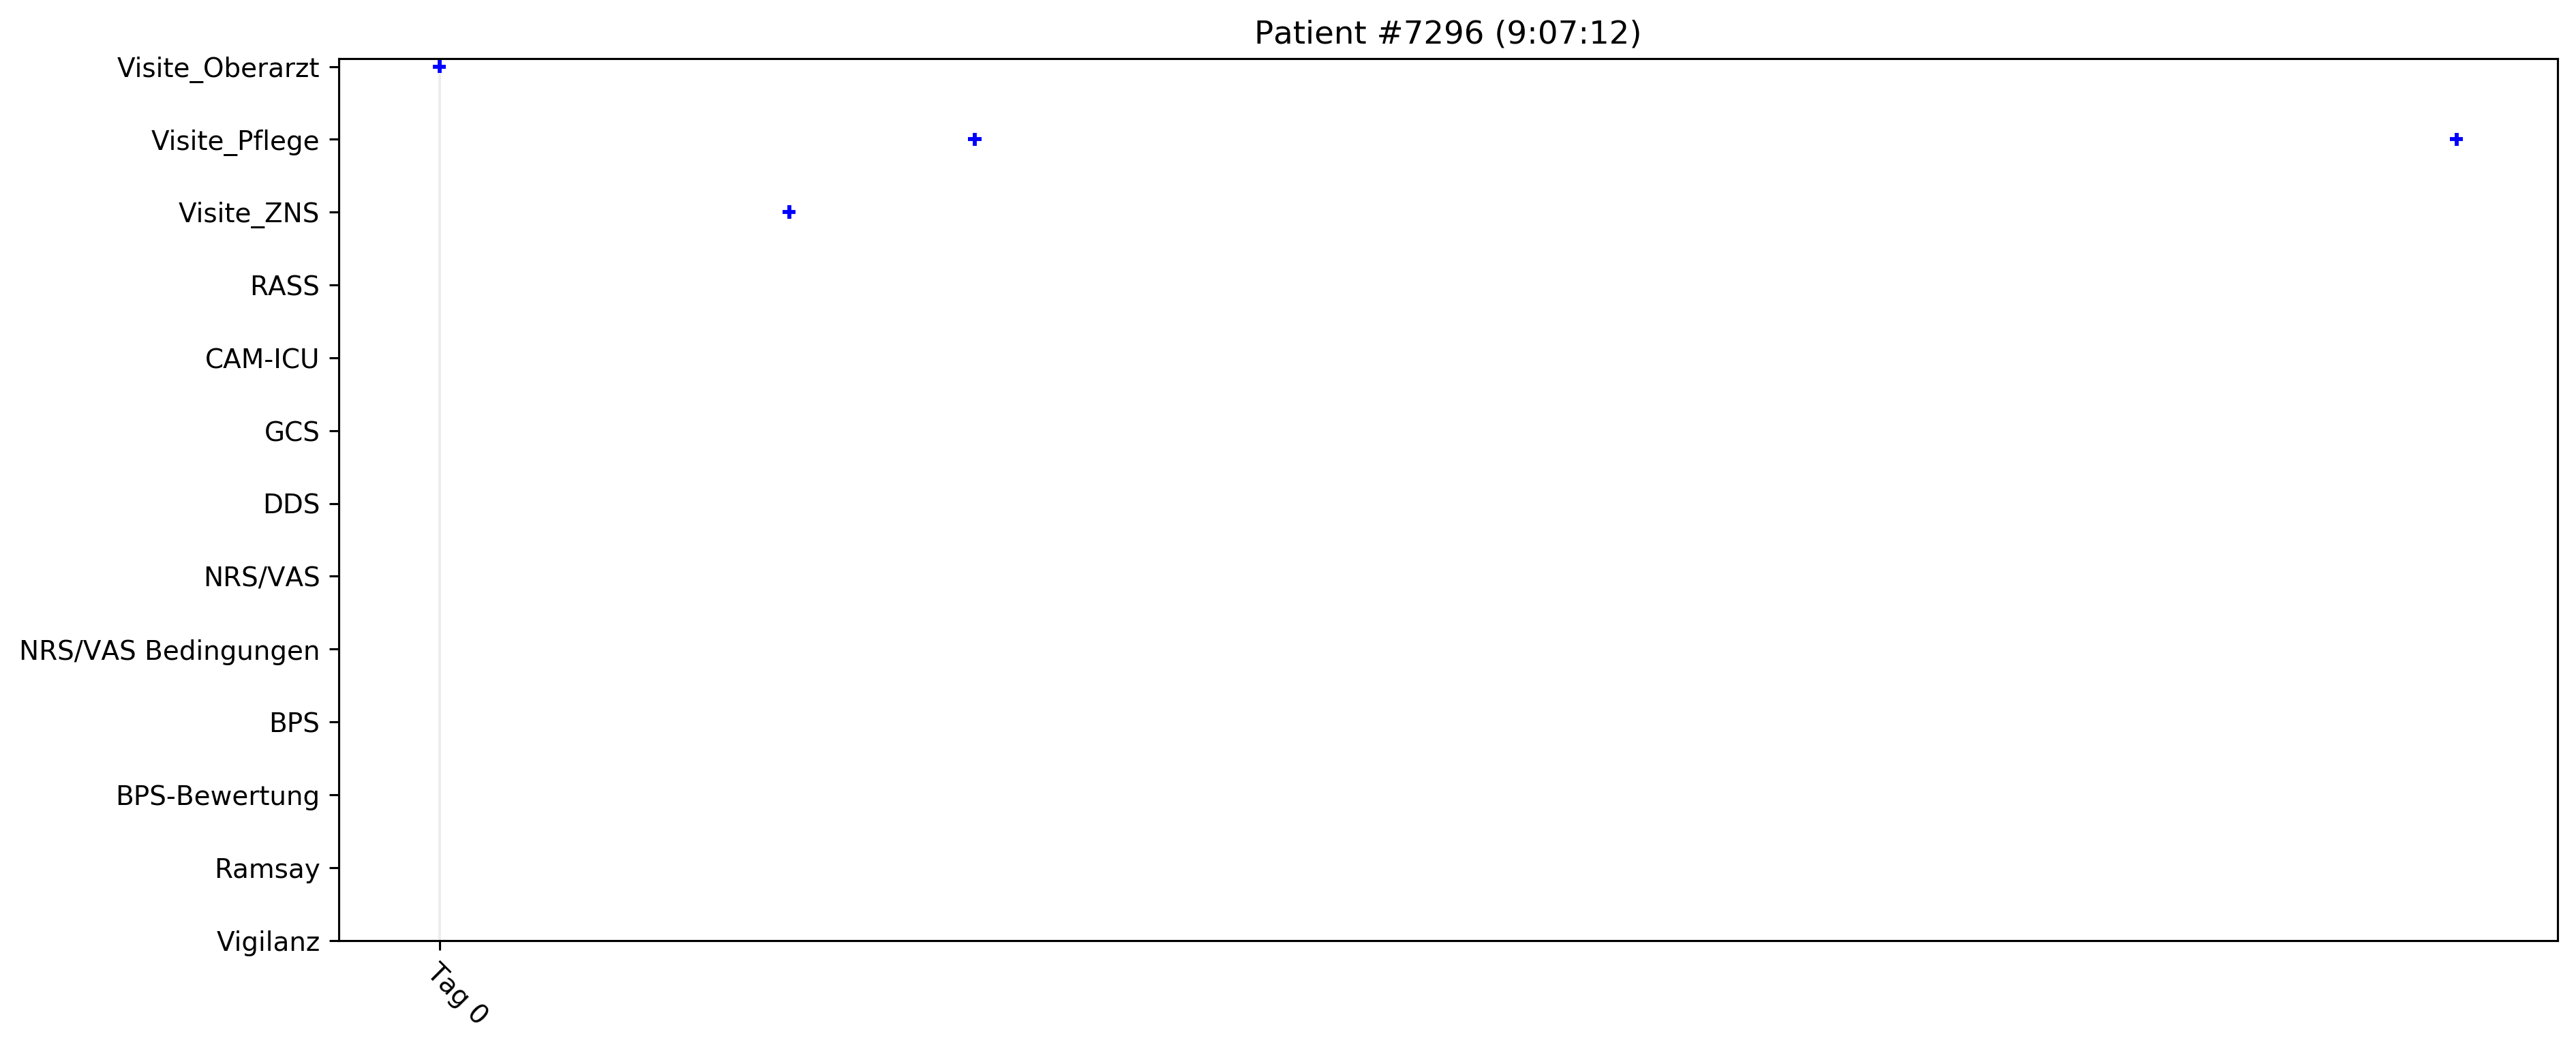 Patient #7296 (9:07:12)
Visite_Oberarzt
Visite_Pflege
Visite_ZNS
RASS
CAM-ICU
GCS
DDS
NRS/VAS
NRS/VAS Bedingungen
BPS
BPS-Bewertung
Ramsay
Vigilanz
Tag 0